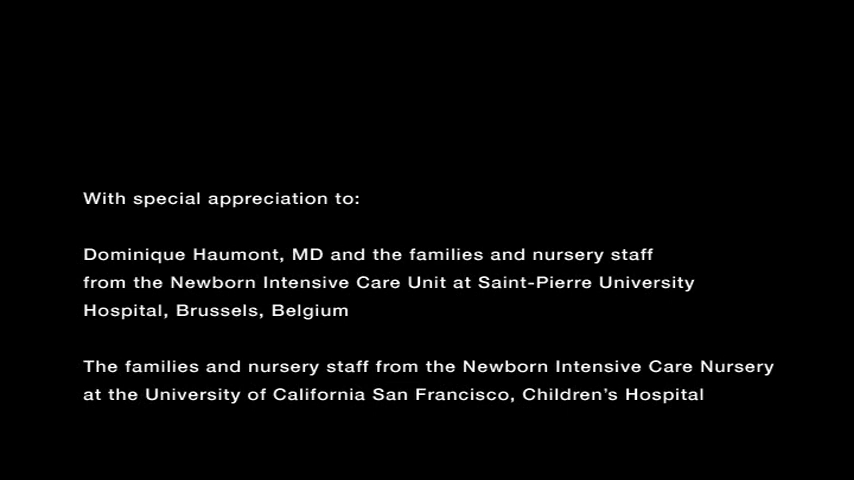 With special appreciation to:
Dominique Haumont, MD and the families and nursery staff
from the Newborn Intensive Care Unit at Saint-Pierre University
Hospital, Brussels, Belgium
The families and nursery staff from the Newborn Intensive Care Nursery
at the University of California San Francisco, Children's Hospital